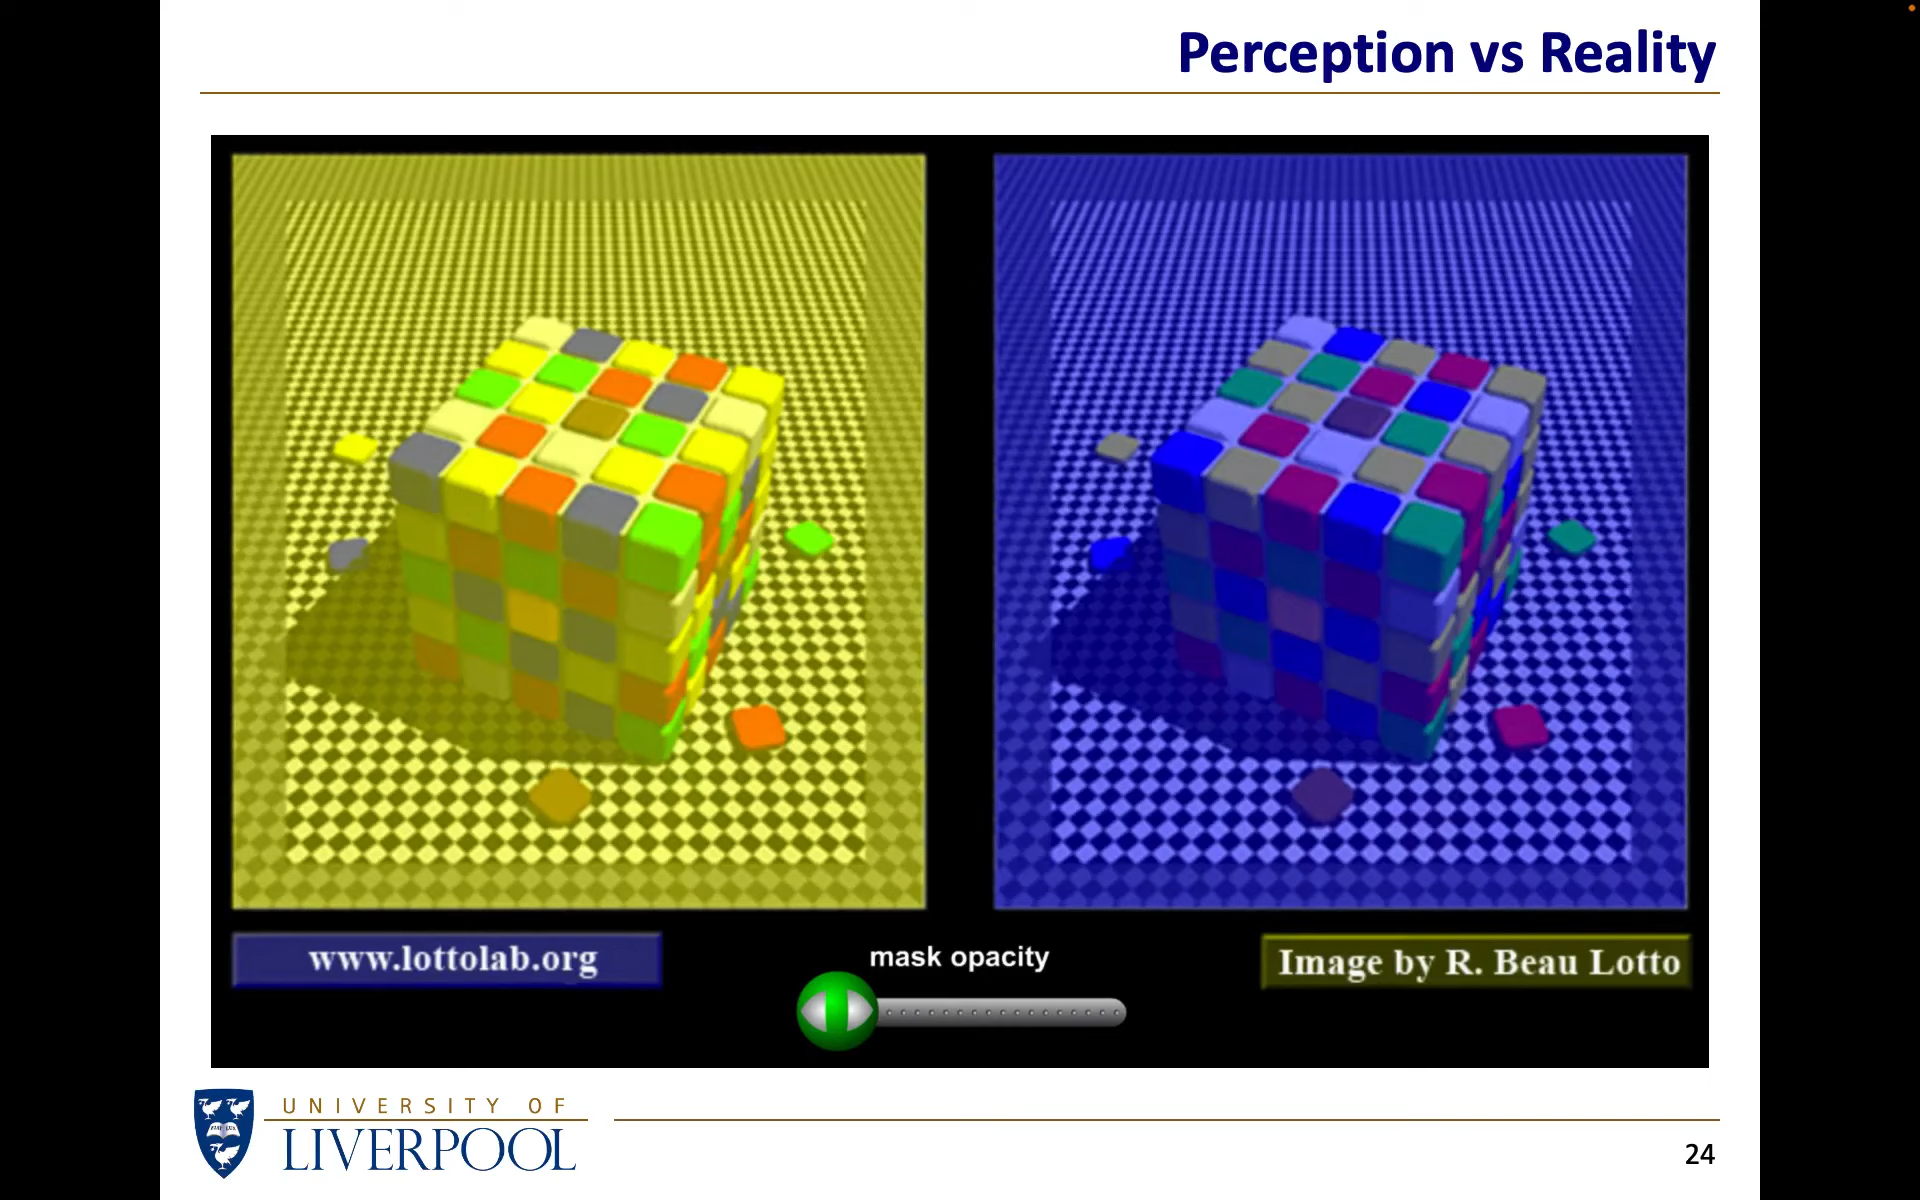 Perception vs Reality
www.lottolab.org
mask opacity
Image by R. Beau Lotto
UNIVERSITY OF
LIVERPOOL
24